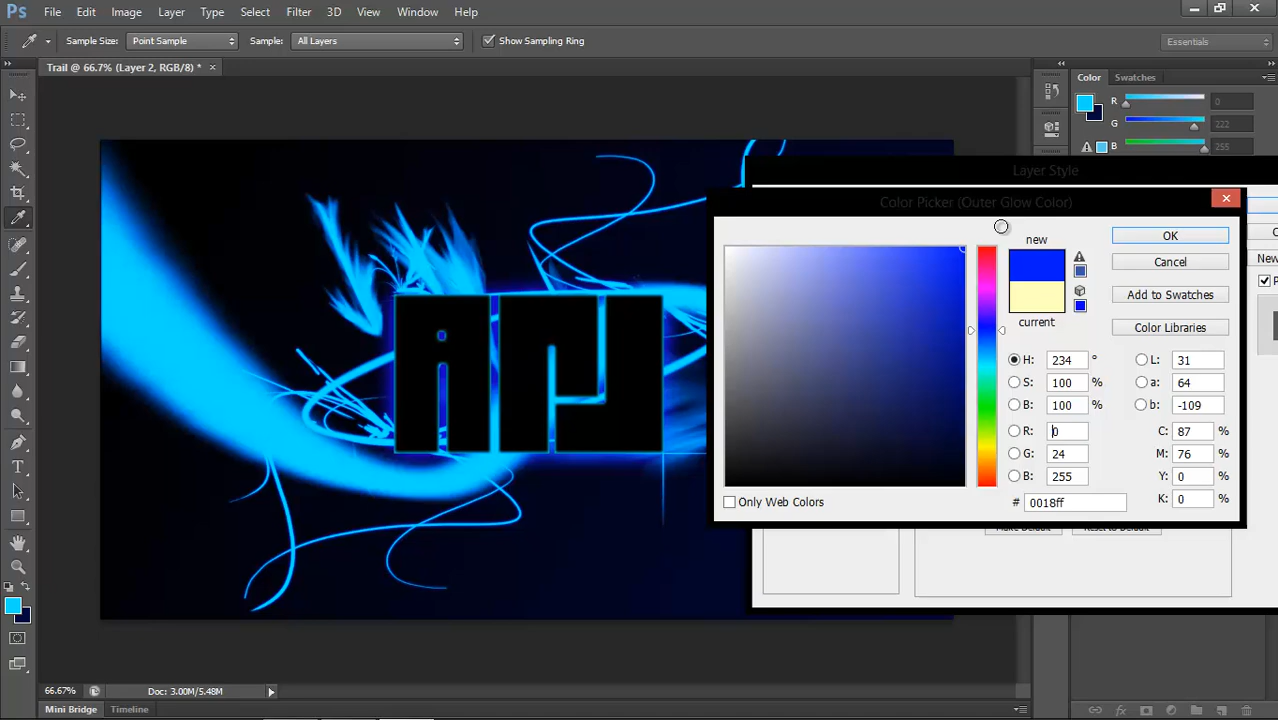 Ps File Edit Image Layer Type Select Filter 3D View Window Help
Sample Size: Point Sample Sample: All Layers Show Sampling Ring Essentials
Trail @ 66.7% (Layer 2, RGB/8) * ×
Color Swatches
R 0
G 222
B 255
Layer Style
Color Picker (Outer Glow Color)
new
current
OK
Cancel
Add to Swatches
Color Libraries
New
P
H: 234 °
S: 100 %
B: 100 %
R: 0
G: 24
B: 255
# 0018ff
L: 31
a: 64
b: -109
C: 87 %
M: 76 %
Y: 0 %
K: 0 %
Only Web Colors
Make Default Reset to Default
66.67% Doc: 3.00M/5.48M
Mini Bridge Timeline